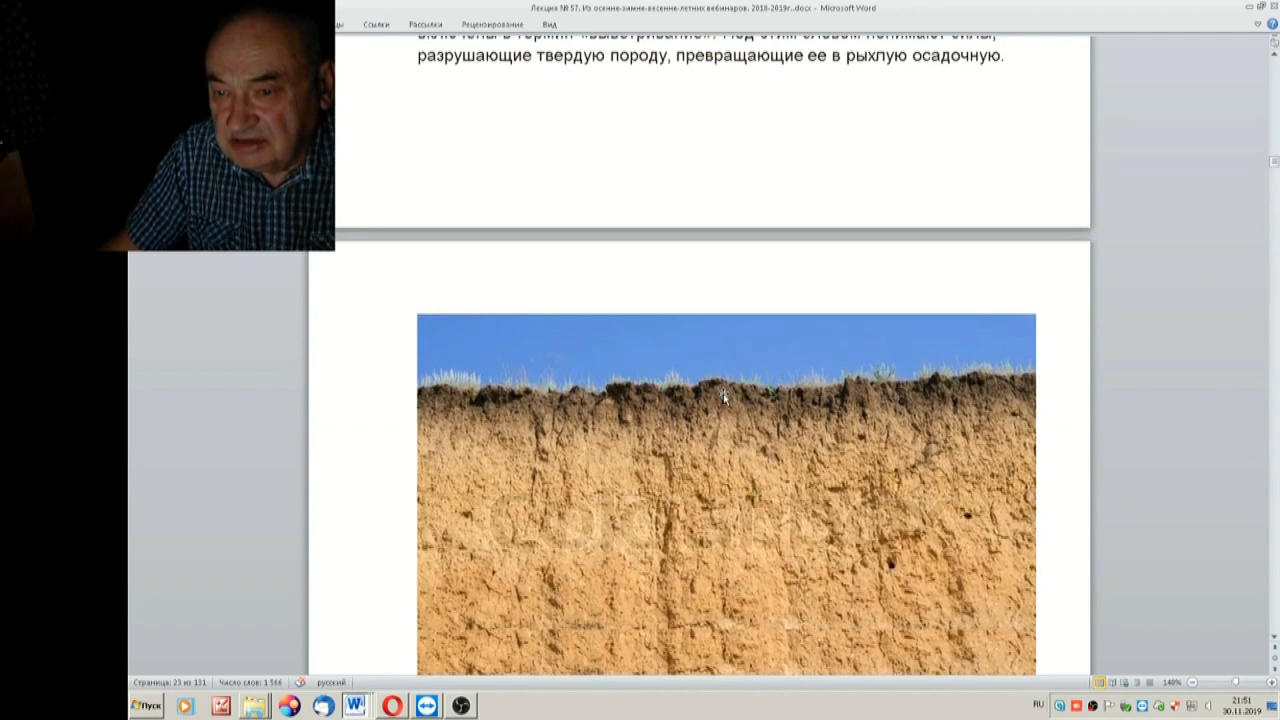 Лекция № 57. Из осенне-зимне-весенне-летних вебинаров. 2018-2019г..docx - Microsoft Word
Ссылки
Рассылки
Рецензирование
Вид
разрушающие твердую породу, превращающие ее в рыхлую осадочную.
Страница: 23 из 131
Число слов: 1 566
русский
140%
Пуск
RU
21:51
30.11.2019